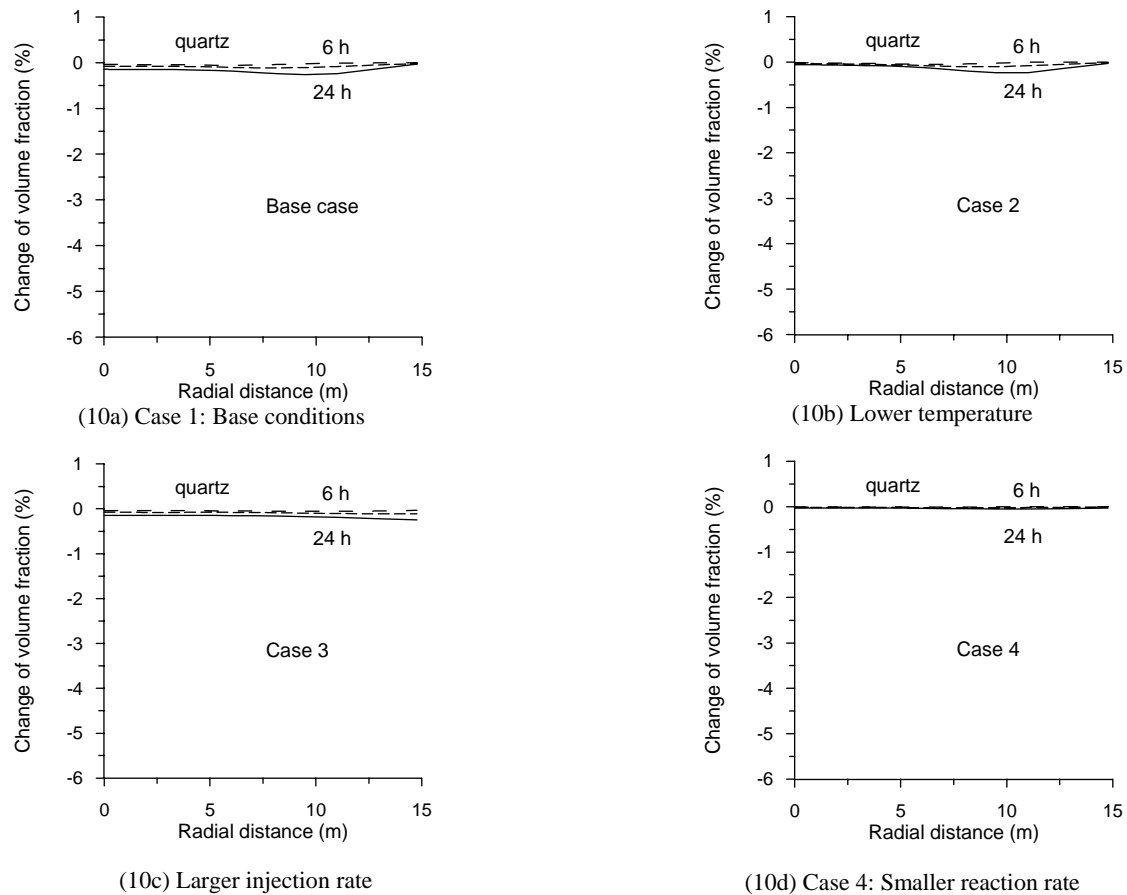 Change of volume fraction (%)
1
0
-1
-2
-3
-4
-5
-6
quartz
6 h
24 h
Base case
0
5
10
15
Radial distance (m)
(10a) Case 1: Base conditions
Change of volume fraction (%)
1
0
-1
-2
-3
-4
-5
-6
quartz
6 h
24 h
Case 2
0
5
10
15
Radial distance (m)
(10b) Lower temperature
Change of volume fraction (%)
1
0
-1
-2
-3
-4
-5
-6
quartz
6 h
24 h
Case 3
0
5
10
15
Radial distance (m)
(10c) Larger injection rate
Change of volume fraction (%)
1
0
-1
-2
-3
-4
-5
-6
quartz
6 h
24 h
Case 4
0
5
10
15
Radial distance (m)
(10d) Case 4: Smaller reaction rate